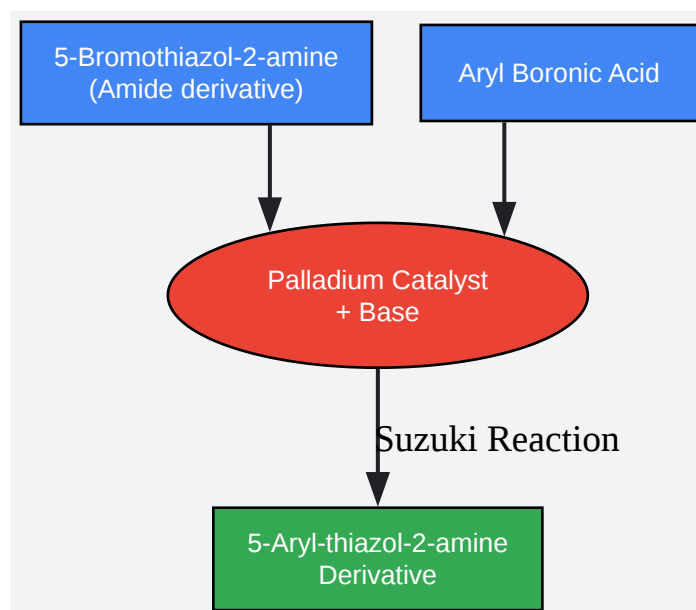 5-Bromothiazol-2-amine
(Amide derivative)
Aryl Boronic Acid
Palladium Catalyst
+ Base
Suzuki Reaction
5-Aryl-thiazol-2-amine
Derivative